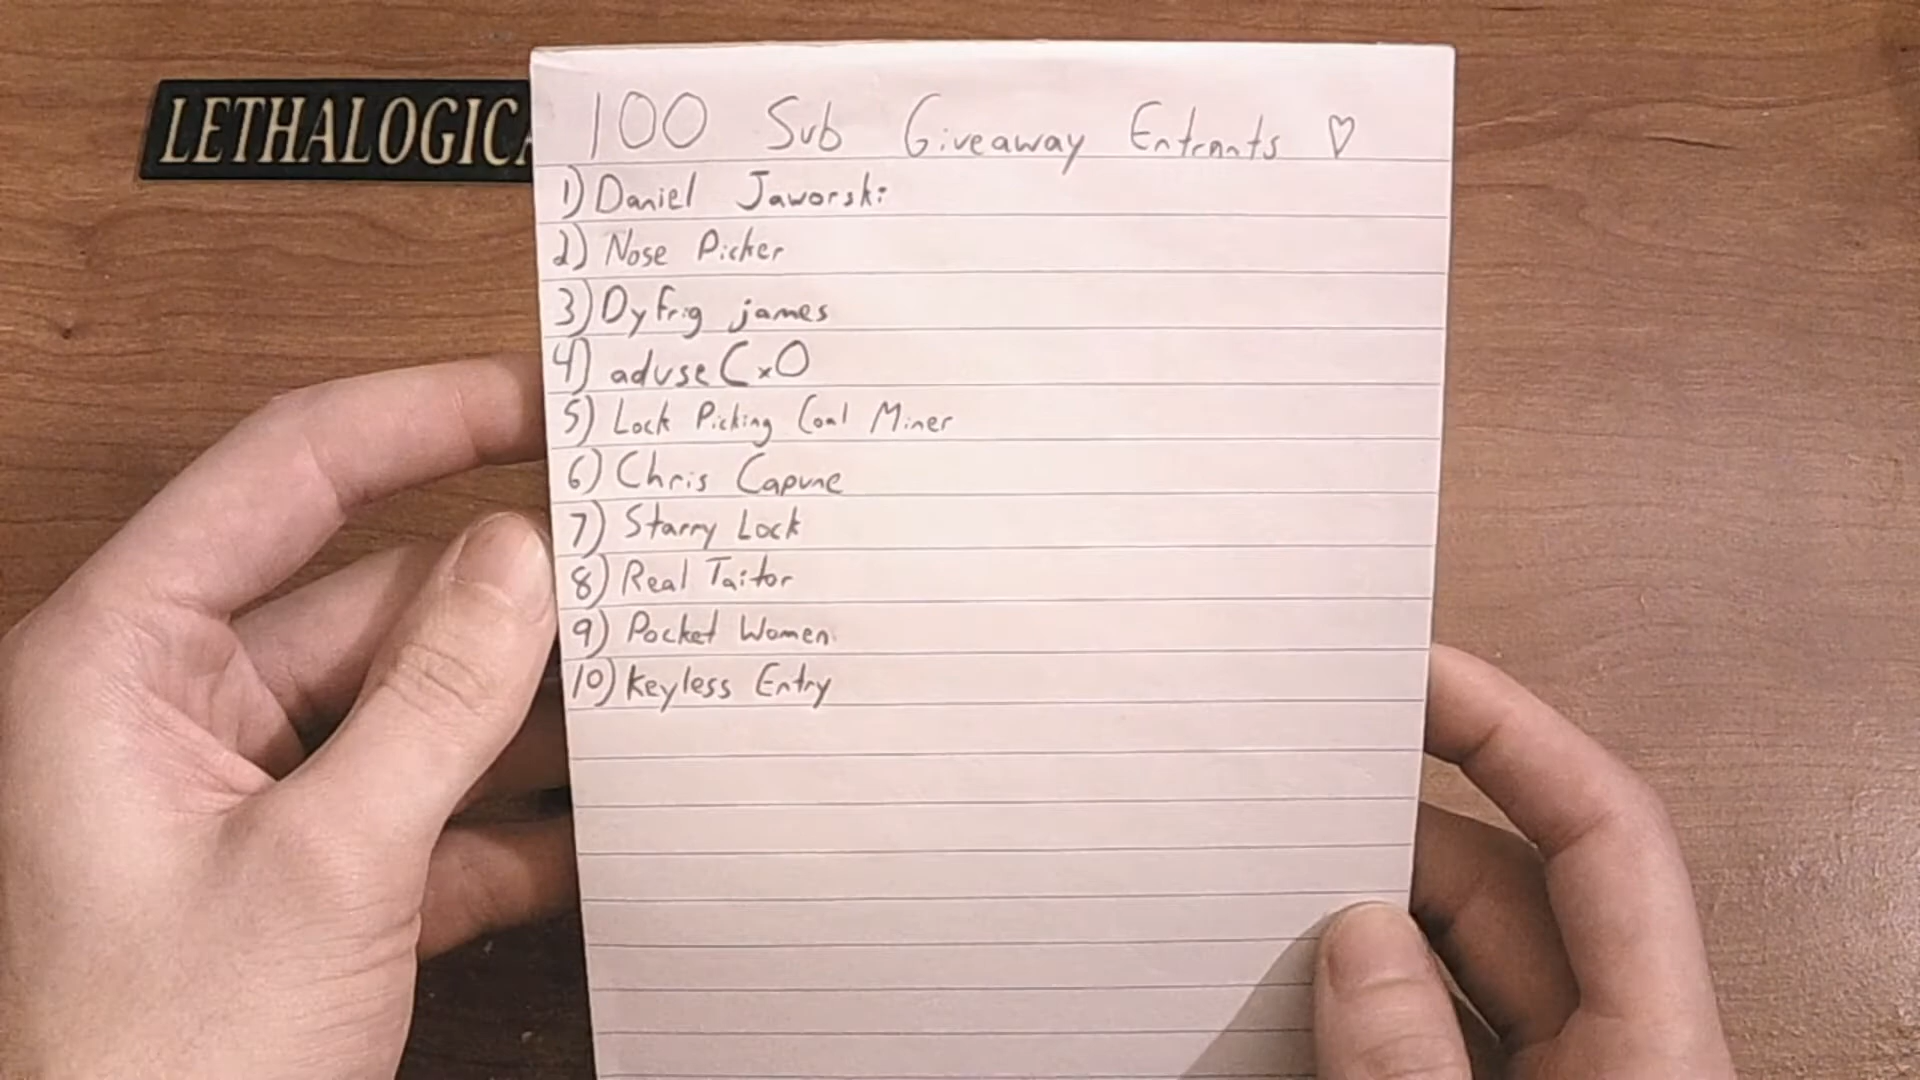 LETHALOGICA
100 Sub Giveaway Entrants ♡
1) Daniel Jaworski
2) Nose Picker
3) Dyfrig james
4) aduseCxO
5) Lock Picking Coal Miner
6) Chris Capune
7) Starry Lock
8) Real Taitor
9) Pocket Women
10) Keyless Entry